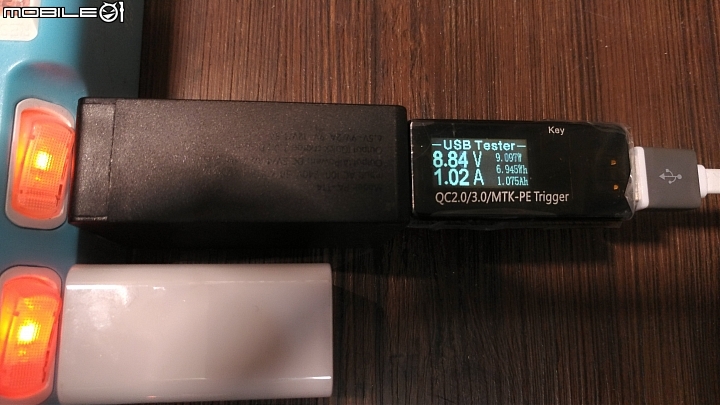 MOBILE01
Key
USB Tester
8.84 V
9.097W
6.945Wh
1.02 A
1.075Ah
QC2.0/3.0/MTK-PE Trigger